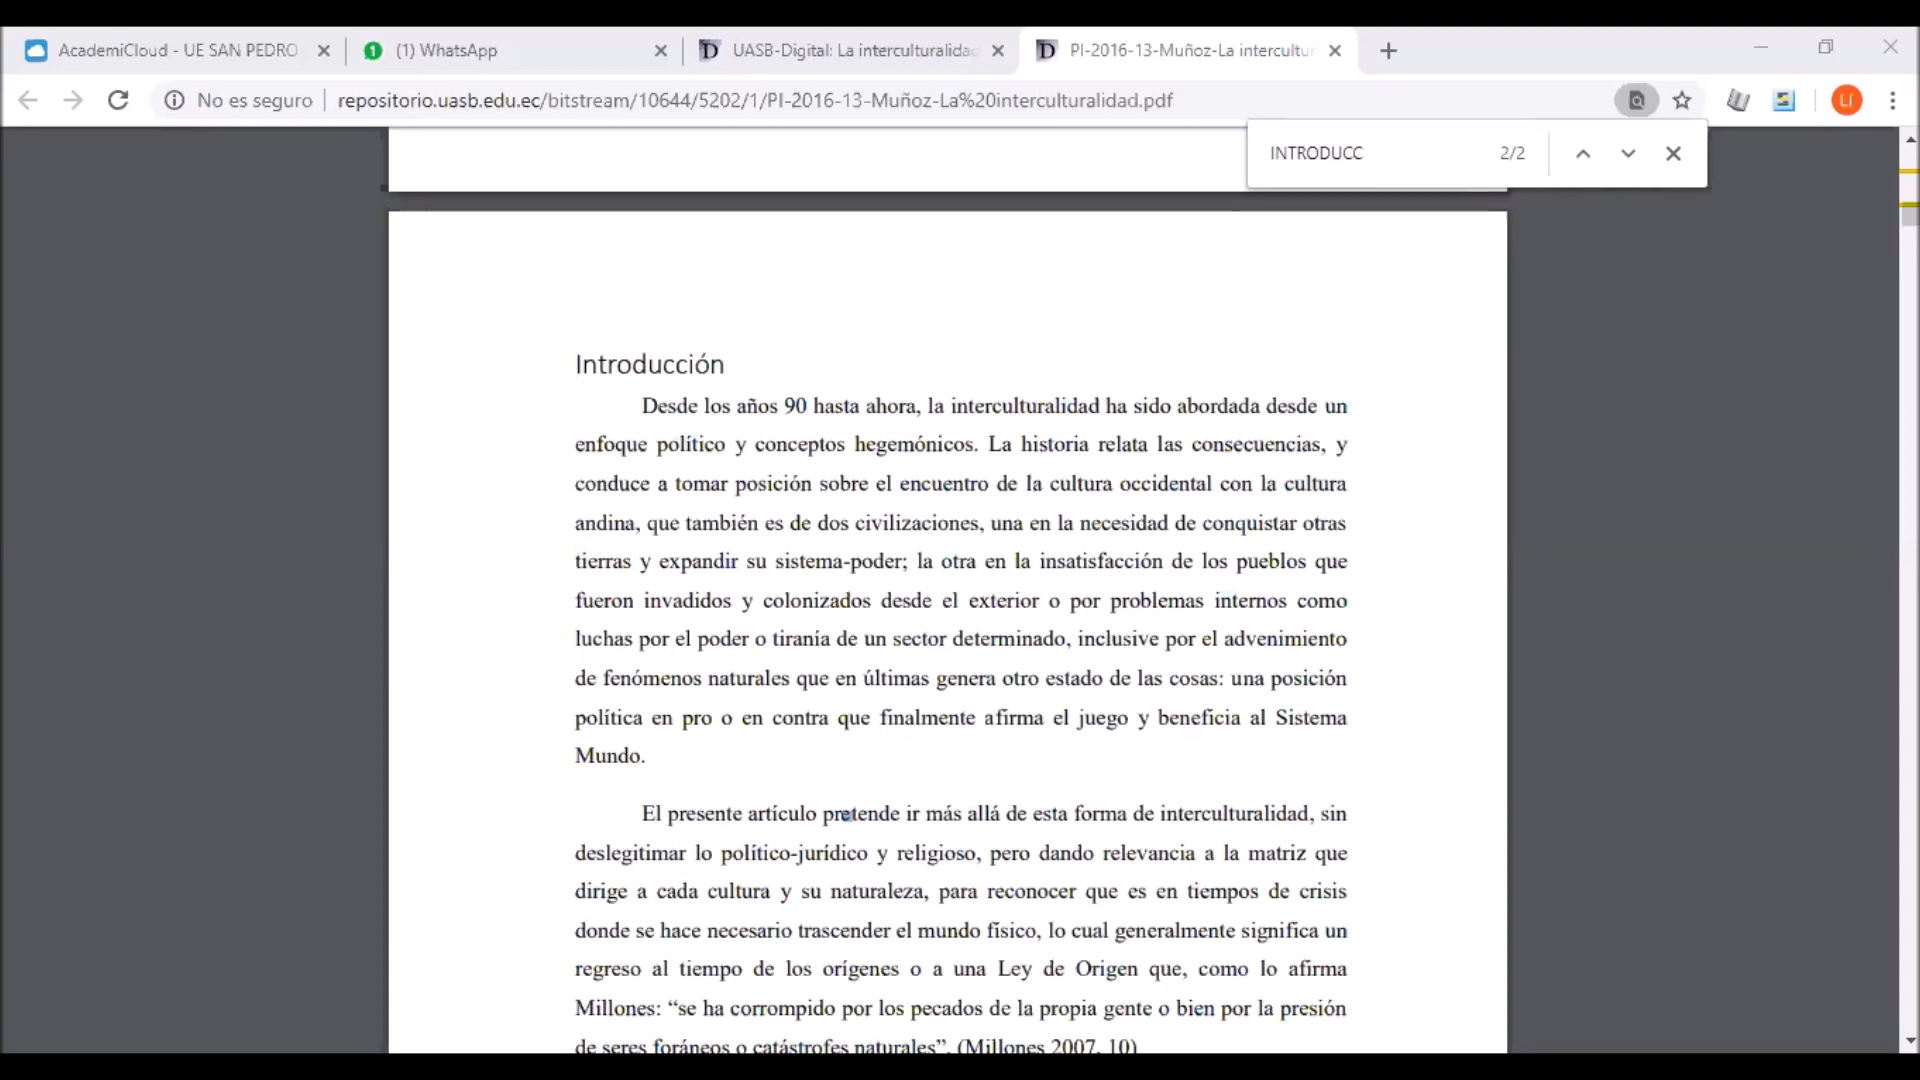 AcademiCloud - UE SAN PEDRO
1
(1) WhatsApp
UASB-Digital: La interculturalidad
PI-2016-13-Muñoz-La intercultur
No es seguro
repositorio.uasb.edu.ec/bitstream/10644/5202/1/PI-2016-13-Muñoz-La%20interculturalidad.pdf
Lí
INTRODUCC
2/2
Introducción
Desde los años 90 hasta ahora, la interculturalidad ha sido abordada desde un
enfoque político y conceptos hegemónicos. La historia relata las consecuencias, y
conduce a tomar posición sobre el encuentro de la cultura occidental con la cultura
andina, que también es de dos civilizaciones, una en la necesidad de conquistar otras
tierras y expandir su sistema-poder; la otra en la insatisfacción de los pueblos que
fueron invadidos y colonizados desde el exterior o por problemas internos como
luchas por el poder o tiranía de un sector determinado, inclusive por el advenimiento
de fenómenos naturales que en últimas genera otro estado de las cosas: una posición
política en pro o en contra que finalmente afirma el juego y beneficia al Sistema
Mundo.
El presente artículo pretende ir más allá de esta forma de interculturalidad, sin
deslegitimar lo político-jurídico y religioso, pero dando relevancia a la matriz que
dirige a cada cultura y su naturaleza, para reconocer que es en tiempos de crisis
donde se hace necesario trascender el mundo físico, lo cual generalmente significa un
regreso al tiempo de los orígenes o a una Ley de Origen que, como lo afirma
Millones: “se ha corrompido por los pecados de la propia gente o bien por la presión
de seres foráneos o catástrofes naturales”. (Millones 2007, 10)